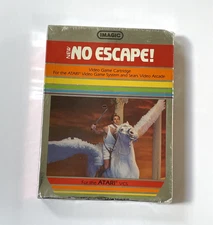 IMAGIC
NEW
NO ESCAPE!
Video Game Cartridge
For the ATARI® Video Game System and Sears Video Arcade
For the ATARI® VCS